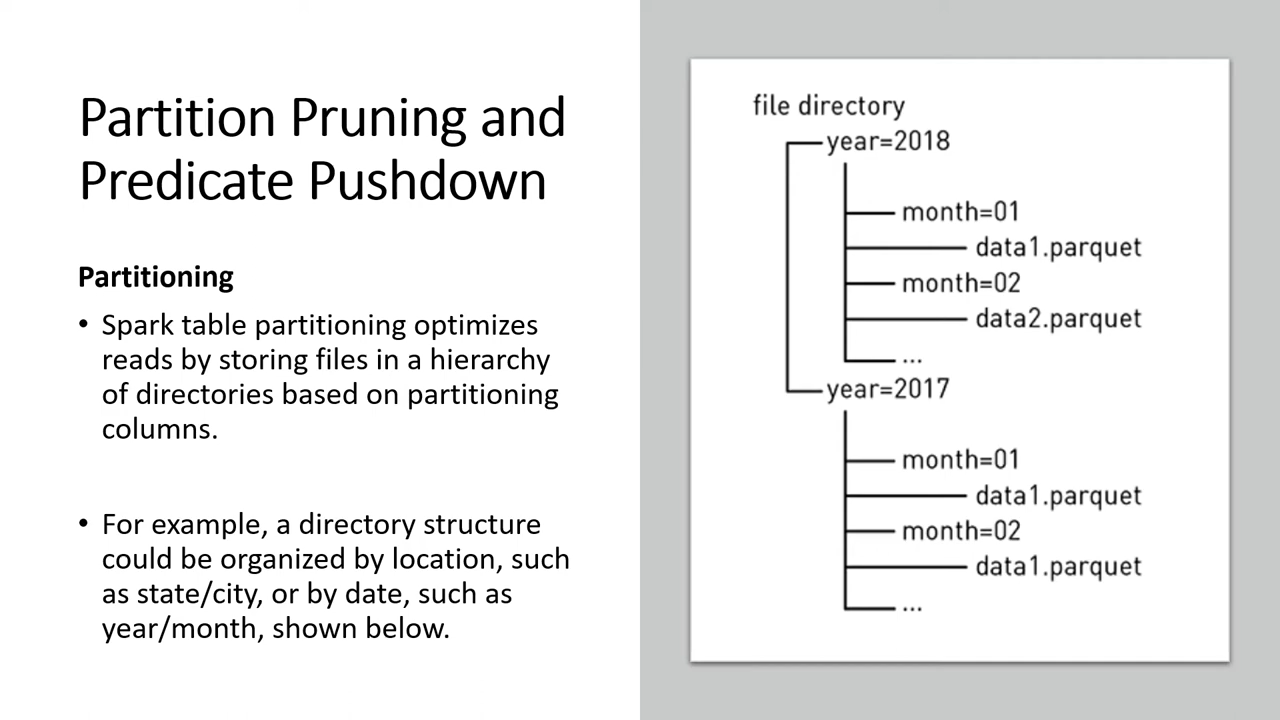 Partition Pruning and
Predicate Pushdown
Partitioning
• Spark table partitioning optimizes
reads by storing files in a hierarchy
of directories based on partitioning
columns.
• For example, a directory structure
could be organized by location, such
as state/city, or by date, such as
year/month, shown below.
file directory
year=2018
month=01
data1.parquet
month=02
data2.parquet
...
year=2017
month=01
data1.parquet
month=02
data1.parquet
...